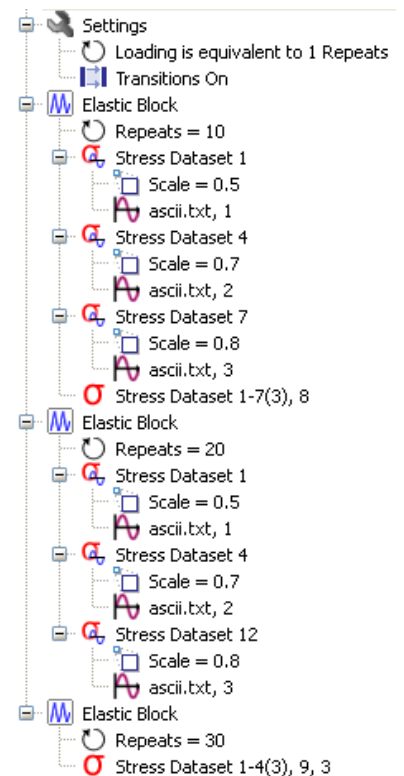 Settings
Loading is equivalent to 1 Repeats
Transitions On
Elastic Block
Repeats = 10
Stress Dataset 1
Scale = 0.5
ascii.txt, 1
Stress Dataset 4
Scale = 0.7
ascii.txt, 2
Stress Dataset 7
Scale = 0.8
ascii.txt, 3
σ Stress Dataset 1-7(3), 8
Elastic Block
Repeats = 20
Stress Dataset 1
Scale = 0.5
ascii.txt, 1
Stress Dataset 4
Scale = 0.7
ascii.txt, 2
Stress Dataset 12
Scale = 0.8
ascii.txt, 3
Elastic Block
Repeats = 30
σ Stress Dataset 1-4(3), 9, 3